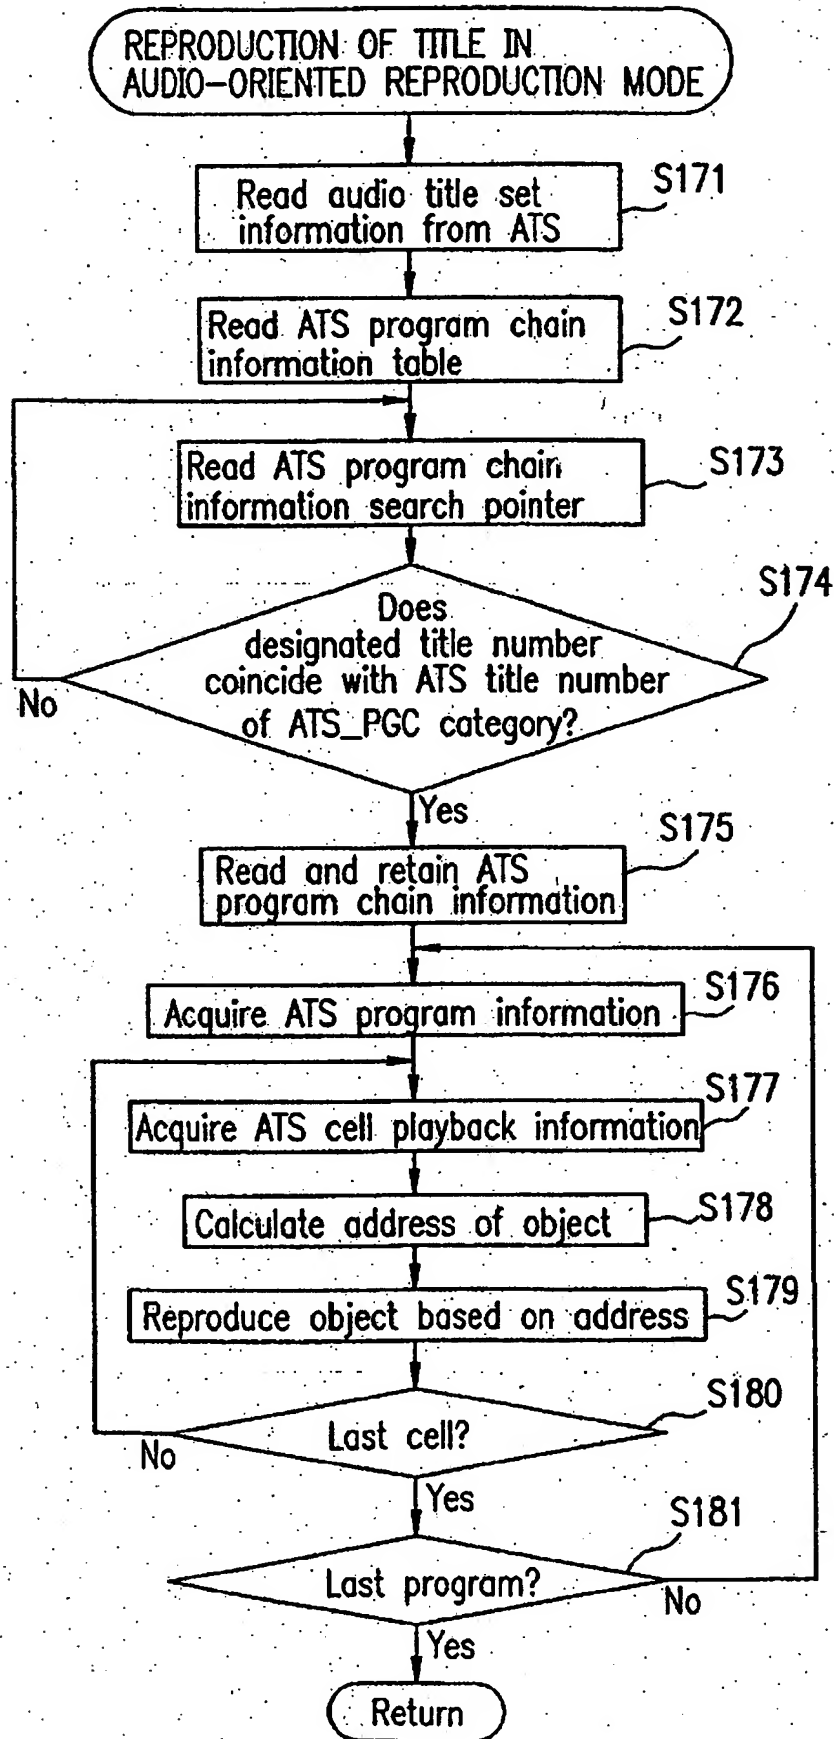 REPRODUCTION OF TITLE IN
AUDIO-ORIENTED REPRODUCTION MODE
S171
Read audio title set
information from ATS
S172
Read ATS program chain
information table
S173
Read ATS program chain
information search pointer
S174
Does
designated title number
coincide with ATS title number
of ATS_PGC category?
No
Yes
S175
Read and retain ATS
program chain information
S176
Acquire ATS program information
S177
Acquire ATS cell playback information
S178
Calculate address of object
S179
Reproduce object based on address
S180
Last cell?
No
Yes
S181
Last program?
No
Yes
Return